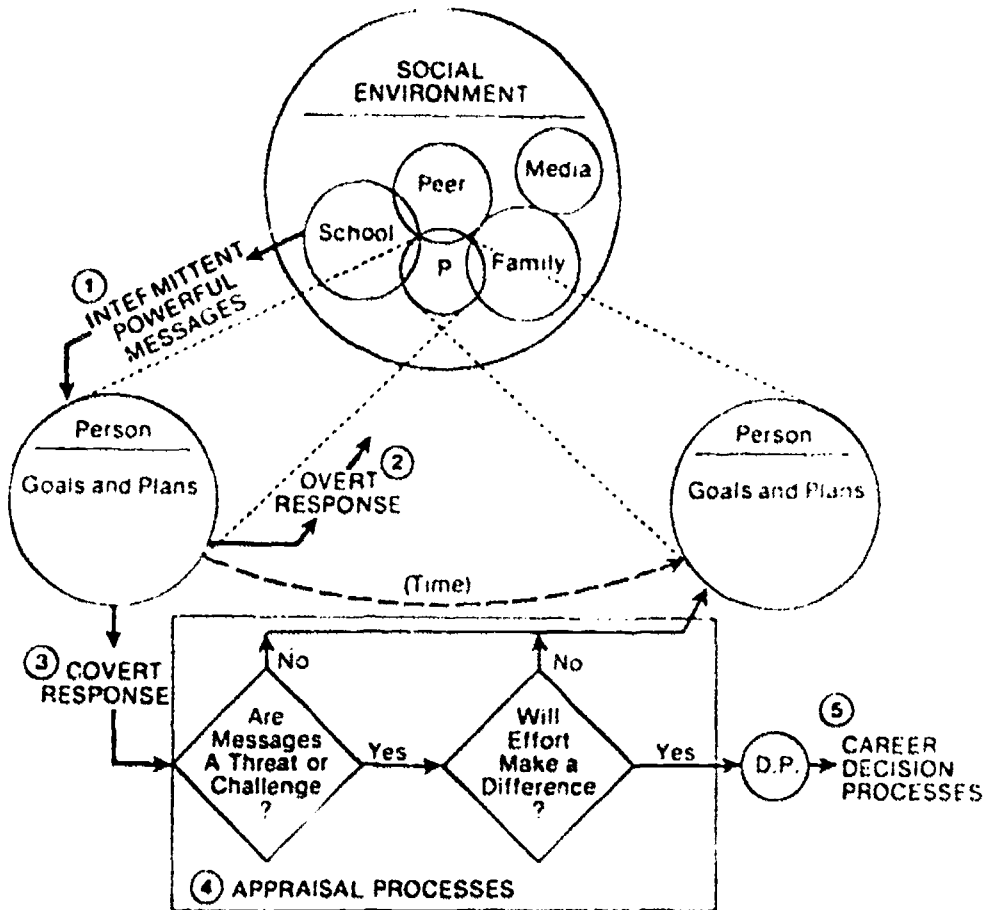 SOCIAL
ENVIRONMENT
Peer
Media
School
P
Family
1
INTEFMITTENT
POWERFUL
MESSAGES
Person
Goals and Plans
2
OVERT
RESPONSE
Person
Goals and Plans
(Time)
3
COVERT
RESPONSE
No
No
Are
Messages
A Threat or
Challenge
?
Yes
Will
Effort
Make a
Difference
?
Yes
D.P.
5
CAREER
DECISION
PROCESSES
4 APPRAISAL PROCESSES